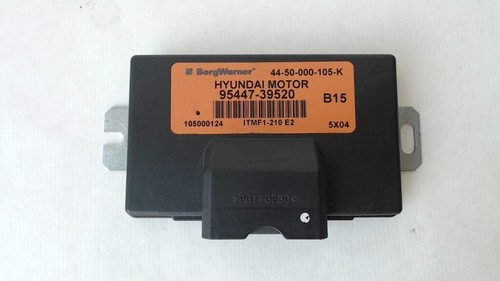 BorgWarner 44-50-000-105-K
HYUNDAI MOTOR
95447-39520 B15
105000124 ITMF1-210 E2 5X04